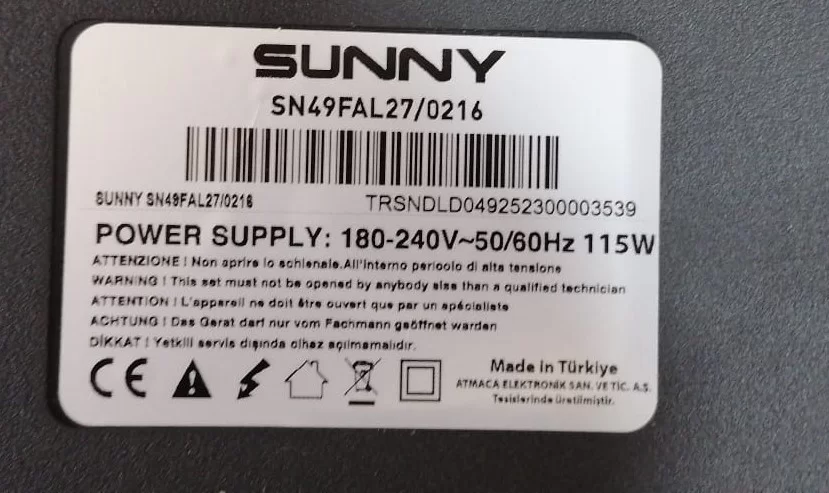 SUNNY
SN49FAL27/0216
SUNNY SN49FAL27/0216 TRSNDLD049252300003539
POWER SUPPLY: 180-240V~50/60Hz 115W
ATTENZIONE ! Non aprire lo schienale.All'interno pericolo di alta tensione
WARNING ! This set must not be opened by anybody else than a qualified technician
ATTENTION ! L'appareil ne doit être ouvert que par un spécialiste
ACHTUNG ! Das Gerat darf nur vom Fachmann geöffnet warden
DİKKAT ! Yetkili servis dışında cihaz açılmamalıdır.
CE
Made in Türkiye
ATMACA ELEKTRONİK SAN. VE TİC. A.Ş.
Tesislerinde Üretilmiştir.